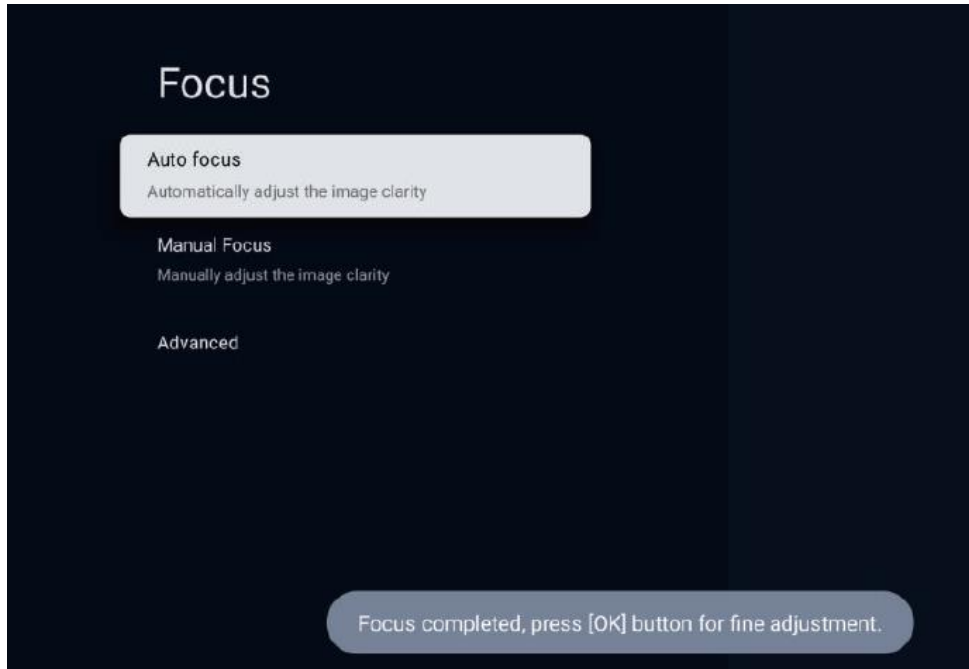 Focus
Auto focus
Automatically adjust the image clarity
Manual Focus
Manually adjust the image clarity
Advanced
Focus completed, press [OK] button for fine adjustment.